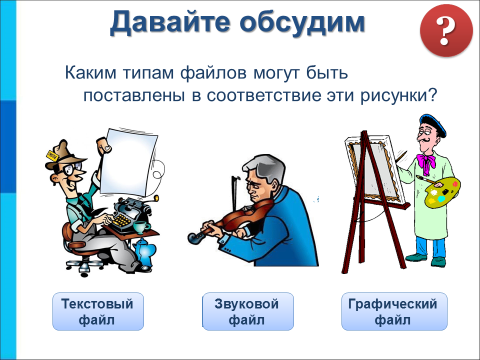 Давайте обсудим
?
Каким типам файлов могут быть
поставлены в соответствие эти рисунки?
Текстовый
файл
Звуковой
файл
Графический
файл